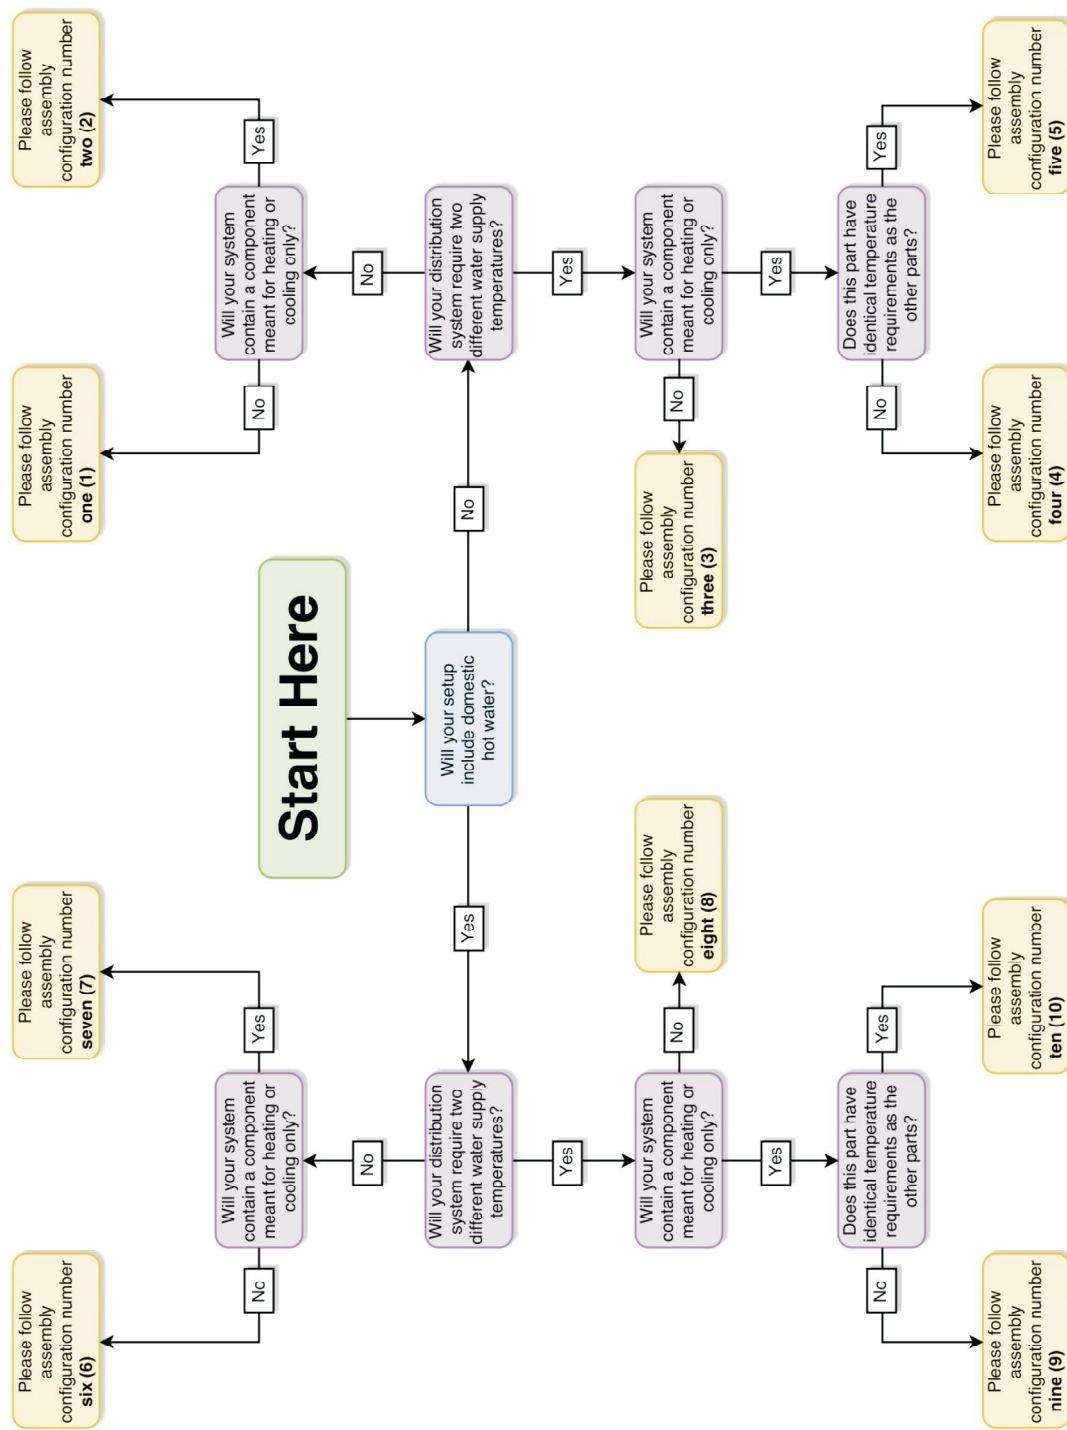 Please follow
assembly
configuration number
six (6)
Please follow
assembly
configuration number
seven (7)
Please follow
assembly
configuration number
one (1)
Please follow
assembly
configuration number
two (2)
Will your system
contain a component
meant for heating or
cooling only?
No
Yes
Start Here
Will your system
contain a component
meant for heating or
cooling only?
No
Yes
No
No
Will your distribution
system require two
different water supply
temperatures?
Yes
Will your setup
include domestic
hot water?
No
Will your distribution
system require two
different water supply
temperatures?
Yes
Yes
Will your system
contain a component
meant for heating or
cooling only?
No
Please follow
assembly
configuration number
eight (8)
Please follow
assembly
configuration number
three (3)
No
Will your system
contain a component
meant for heating or
cooling only?
Yes
Yes
Does this part have
identical temperature
requirements as the
other parts?
No
Yes
Does this part have
identical temperature
requirements as the
other parts?
No
Yes
Please follow
assembly
configuration number
nine (9)
Please follow
assembly
configuration number
ten (10)
Please follow
assembly
configuration number
four (4)
Please follow
assembly
configuration number
five (5)